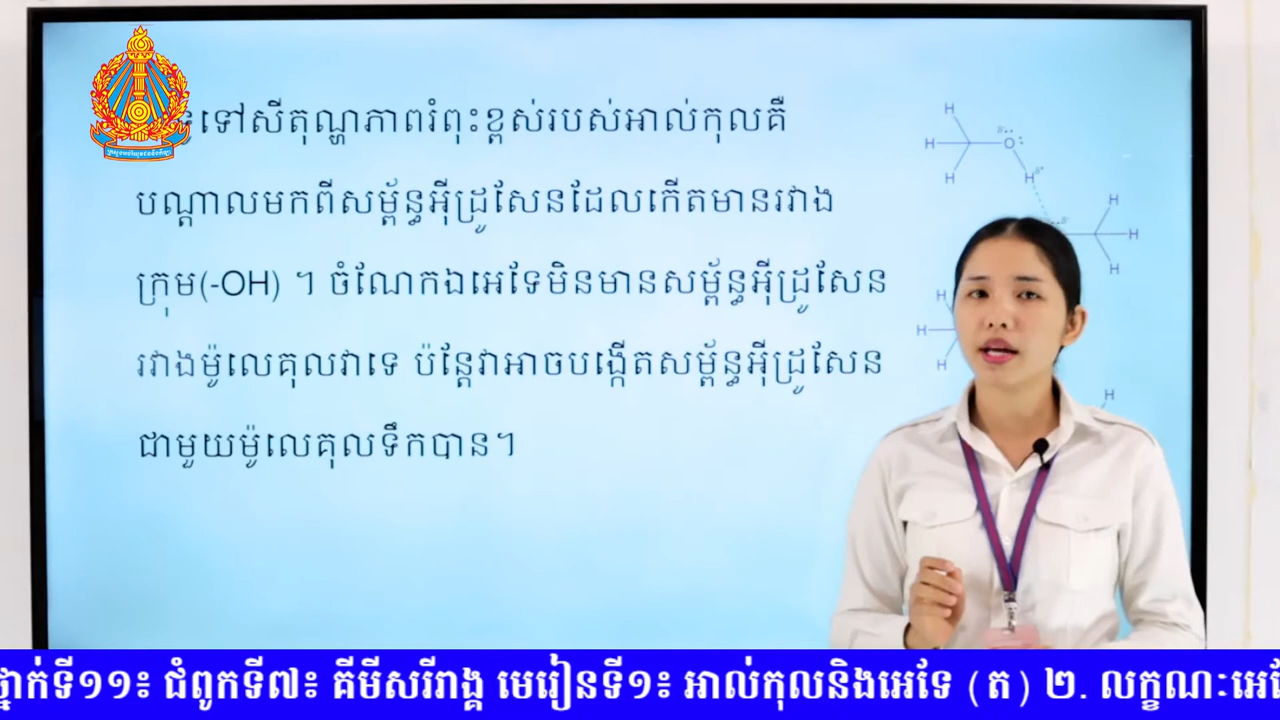 ទៅសីតុណ្ហភាពរំពុះខ្ពស់របស់អាល់កុលគឺ
បណ្តាលមកពីសម្ព័ន្ធអ៊ីដ្រូសែនដែលកើតមានរវាង
ក្រុម(-OH) ។ ចំណែកឯអេទែមិនមានសម្ព័ន្ធអ៊ីដ្រូសែន
រវាងម៉ូលេគុលវាទេ ប៉ន្តែវាអាចបង្កើតសម្ព័ន្ធអ៊ីដ្រូសែន
ជាមួយម៉ូលេគុលទឹកបាន។
H
H O
H H
H
H
H
H
H
H
H
ថ្នាក់ទី១១៖ ជំពូកទី៧៖ គីមីសរីរាង្គ មេរៀនទី១៖ អាល់កុលនិងអេទែ (ត) ២. លក្ខណៈអេ